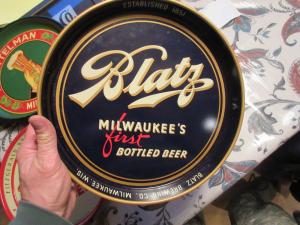 ESTABLISHED 1851
Blatz
MILWAUKEE'S
first
BOTTLED BEER
BLATZ BREWING CO., MILWAUKEE, WIS.